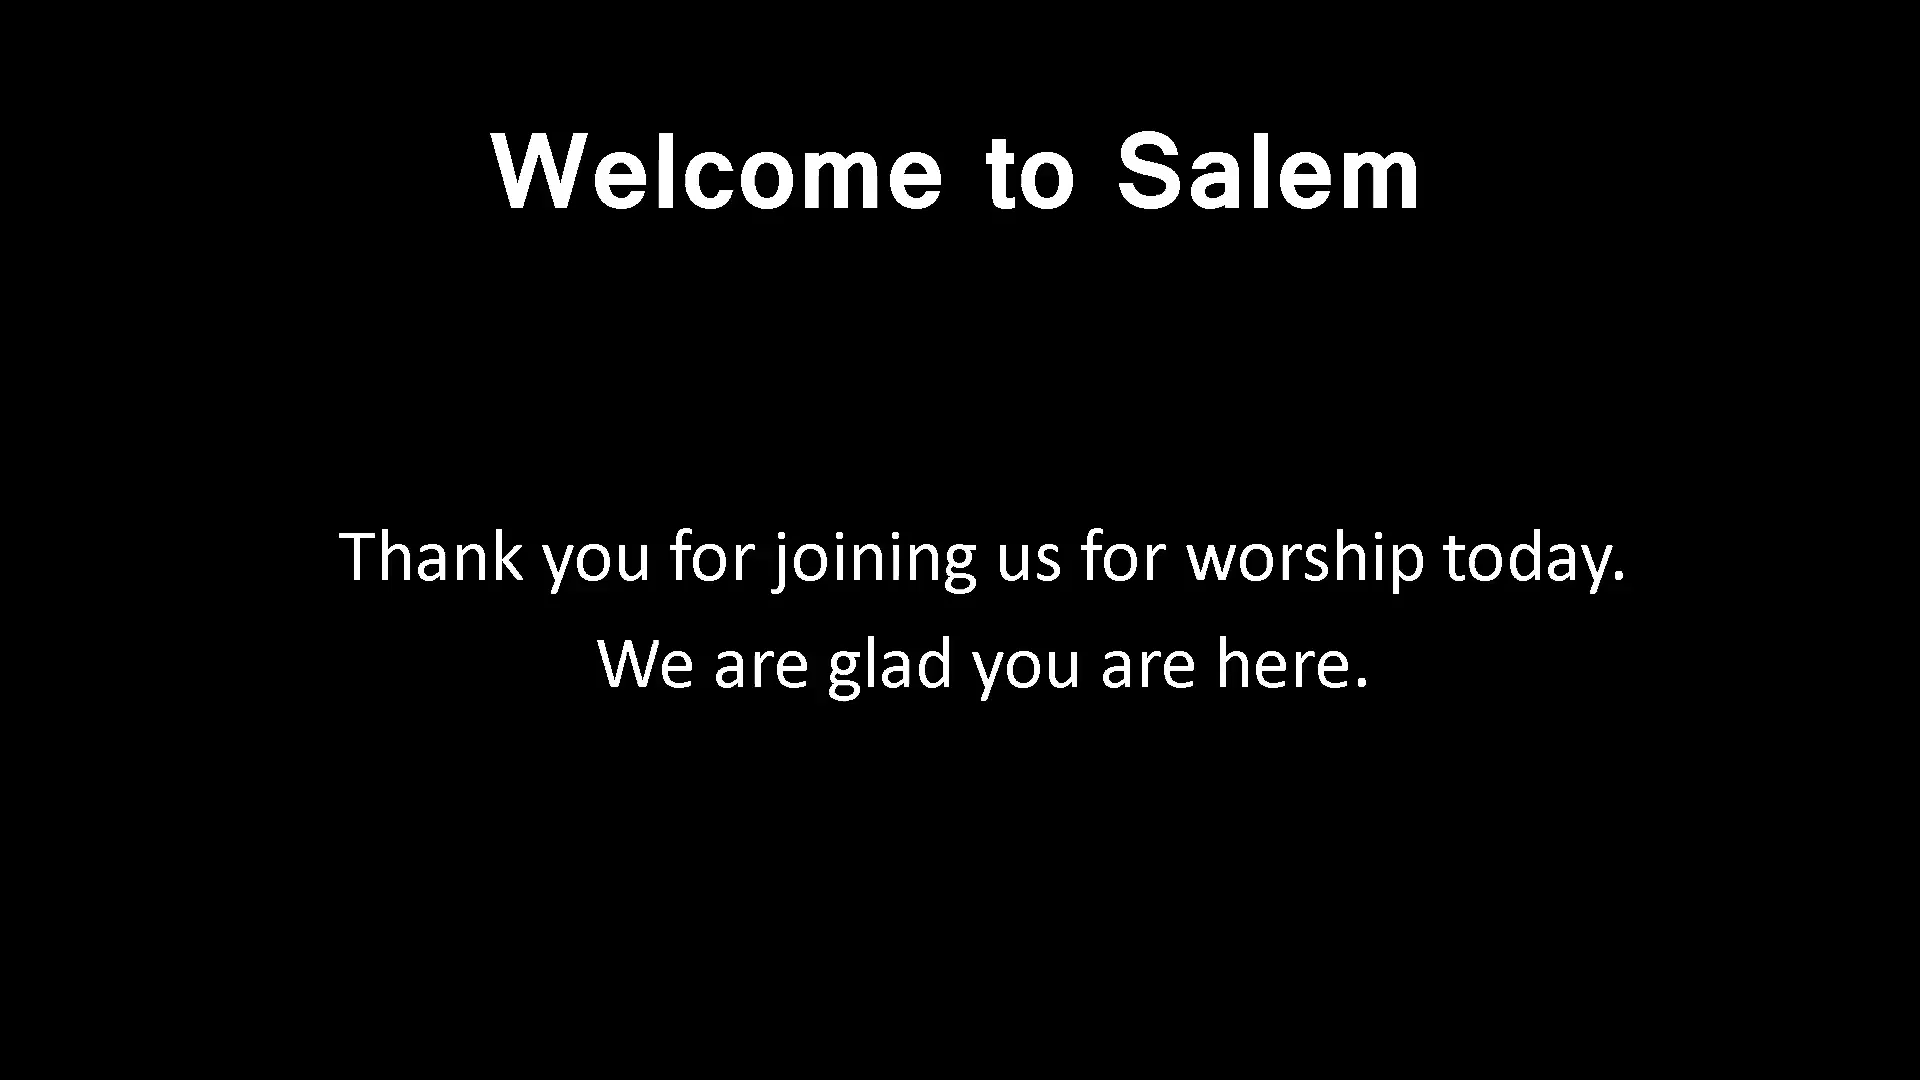 Welcome to Salem
Thank you for joining us for worship today.
We are glad you are here.